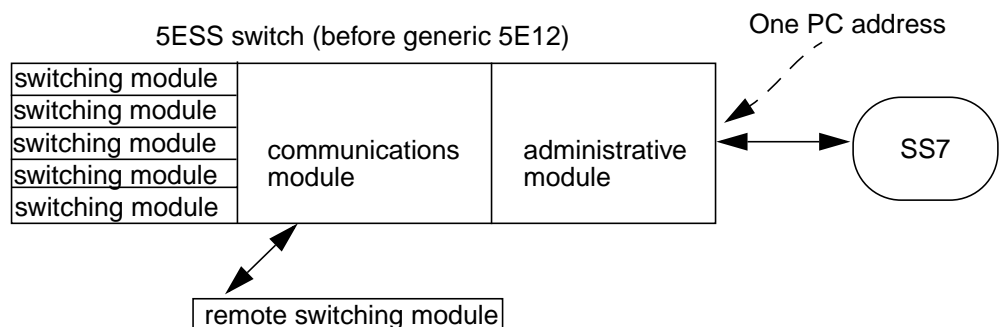 5ESS switch (before generic 5E12)
One PC address
switching module
switching module
switching module
switching module
switching module
communications
module
administrative
module
SS7
remote switching module